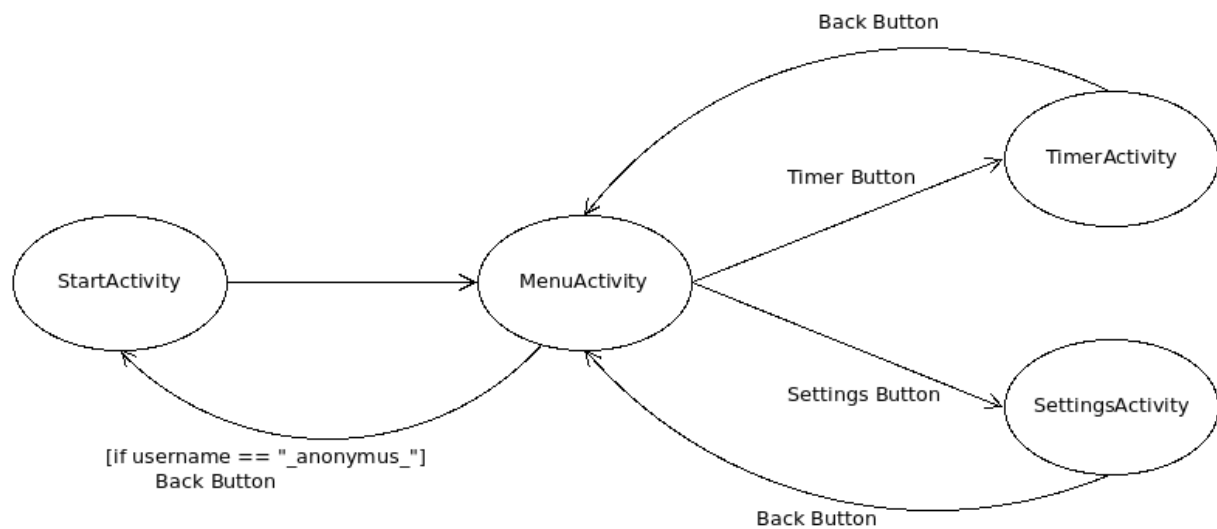 Back Button
TimerActivity
Timer Button
StartActivity
MenuActivity
Settings Button
SettingsActivity
[if username == "_anonymus_"]
Back Button
Back Button